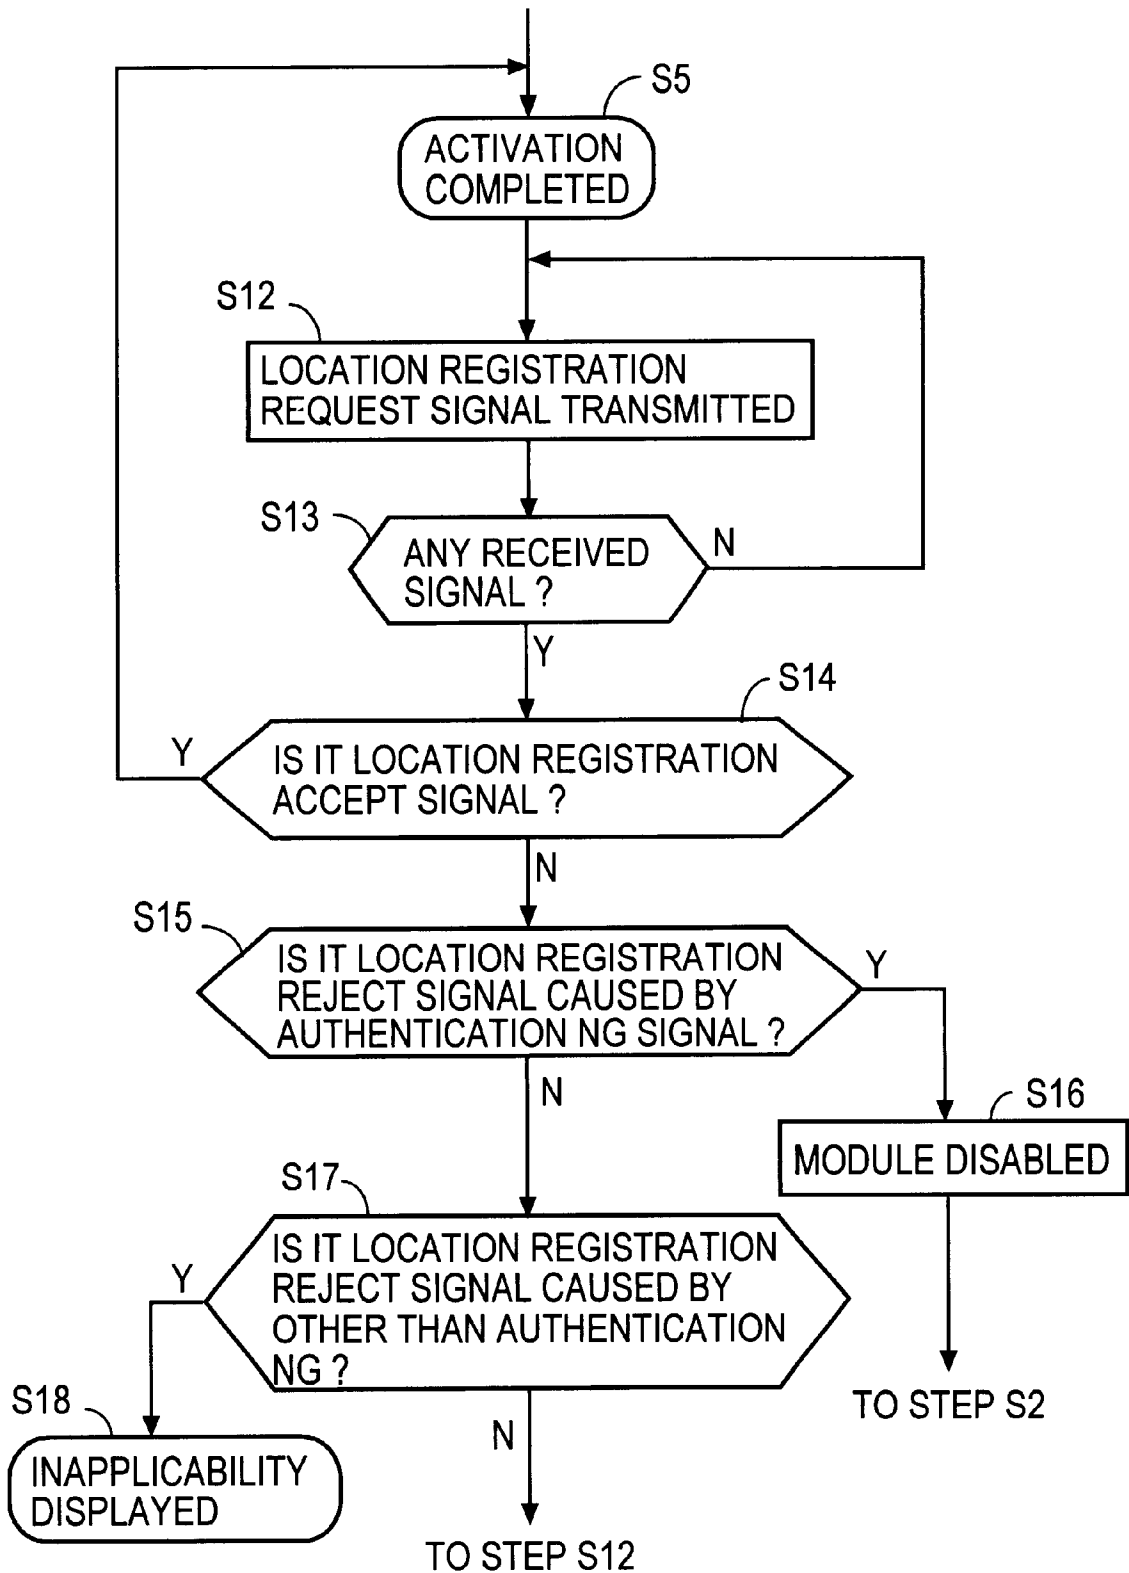 S5
ACTIVATION
COMPLETED
S12
LOCATION REGISTRATION
REQUEST SIGNAL TRANSMITTED
S13
ANY RECEIVED
SIGNAL ?
N
Y
S14
Y
IS IT LOCATION REGISTRATION
ACCEPT SIGNAL ?
N
S15
IS IT LOCATION REGISTRATION
REJECT SIGNAL CAUSED BY
AUTHENTICATION NG SIGNAL ?
Y
N
S16
MODULE DISABLED
TO STEP S2
S17
IS IT LOCATION REGISTRATION
REJECT SIGNAL CAUSED BY
OTHER THAN AUTHENTICATION
NG ?
Y
S18
INAPPLICABILITY
DISPLAYED
N
TO STEP S12